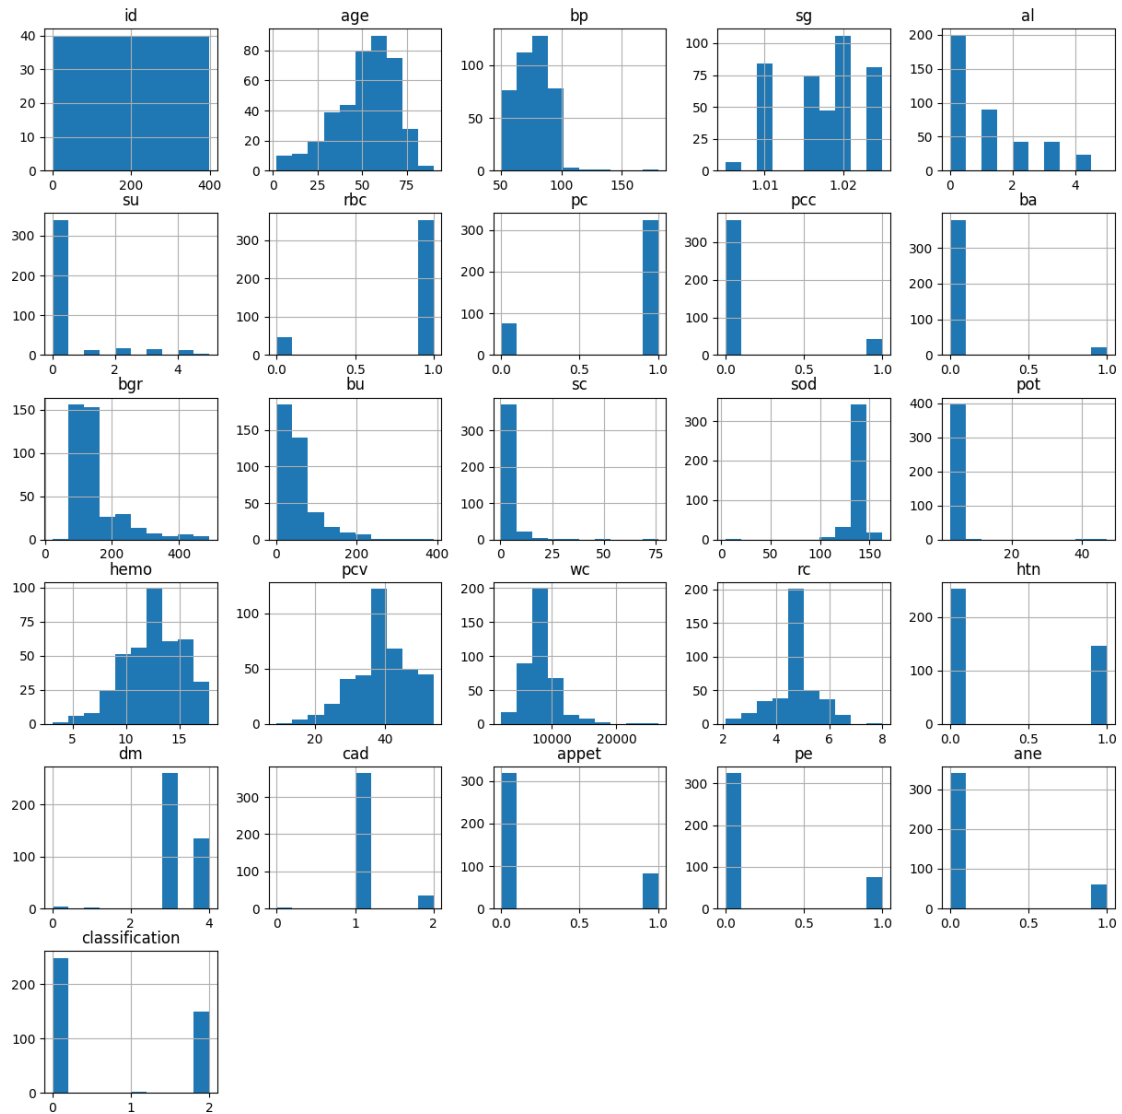 id age bp sg al
40 35 30 25 20 15 10 5 0
80 60 40 20 0
100 50 0
100 75 50 25 0
200 150 100 50 0
0 200 400
0 25 50 75
50 100 150
1.01 1.02
0 2 4
su rbc pc pcc ba
300 200 100 0
300 200 100 0
300 200 100 0
300 200 100 0
300 200 100 0
0 2 4
0.0 0.5 1.0
0.0 0.5 1.0
0.0 0.5 1.0
0.0 0.5 1.0
bgr bu sc sod pot
150 100 50 0
150 100 50 0
300 200 100 0
300 200 100 0
400 300 200 100 0
0 200 400
0 200 400
0 25 50 75
0 50 100 150
20 40
hemo pcv wc rc htn
100 75 50 25 0
100 50 0
200 150 100 50 0
200 150 100 50 0
200 100 0
5 10 15
20 40
10000 20000
2 4 6 8
0.0 0.5 1.0
dm cad appet pe ane
200 100 0
300 200 100 0
300 200 100 0
300 200 100 0
300 200 100 0
0 2 4
0 1 2
0.0 0.5 1.0
0.0 0.5 1.0
0.0 0.5 1.0
classification
200 100 0
0 1 2